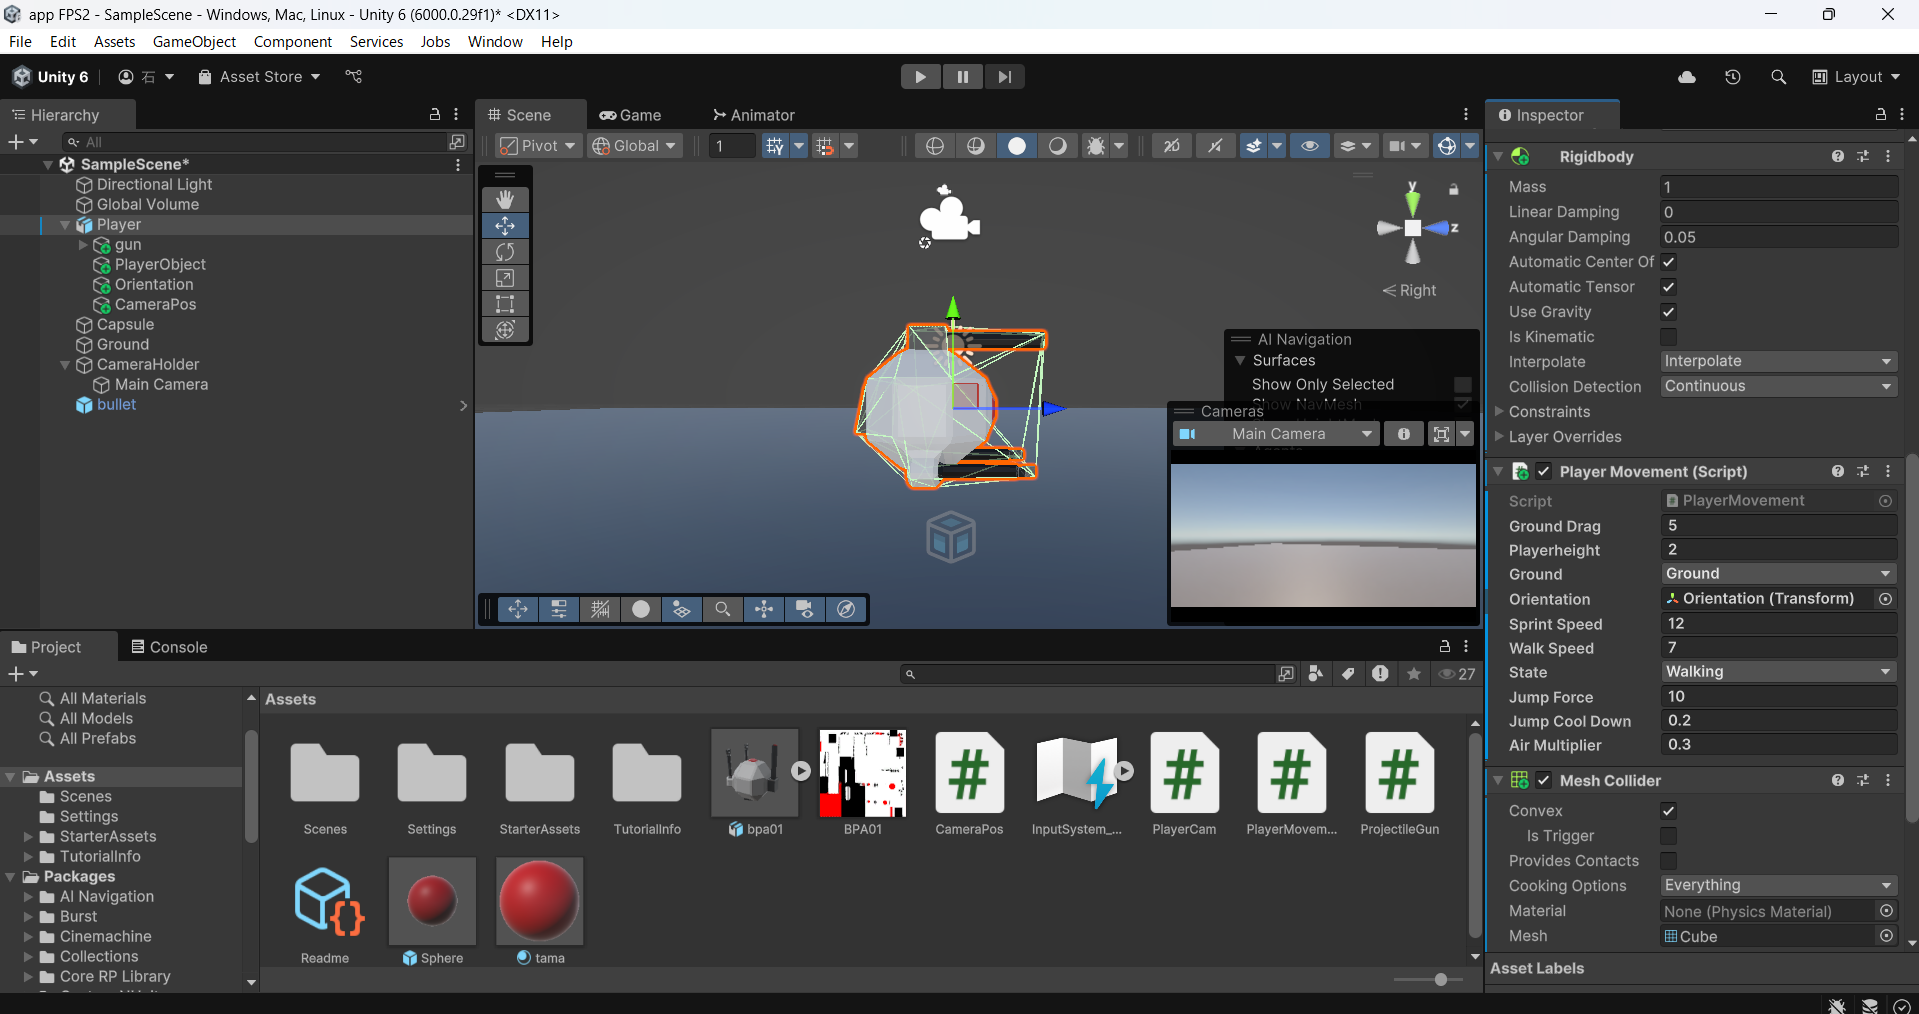 app FPS2 - SampleScene - Windows, Mac, Linux - Unity 6 (6000.0.29f1)* <DX11>
File Edit Assets GameObject Component Services Jobs Window Help
Unity 6 石 Asset Store Layout
Hierarchy
All
SampleScene*
Directional Light
Global Volume
Player
gun
PlayerObject
Orientation
CameraPos
Capsule
Ground
CameraHolder
Main Camera
bullet
Scene Game Animator
Pivot Global 1 2D
y
z
Right
AI Navigation
Surfaces
Show Only Selected
Show NavMesh
Cameras
Main Camera
Inspector
Rigidbody
Mass 1
Linear Damping 0
Angular Damping 0.05
Automatic Center Of
Automatic Tensor
Use Gravity
Is Kinematic
Interpolate Interpolate
Collision Detection Continuous
Constraints
Layer Overrides
Player Movement (Script)
Script PlayerMovement
Ground Drag 5
Playerheight 2
Ground Ground
Orientation Orientation (Transform)
Sprint Speed 12
Walk Speed 7
State Walking
Jump Force 10
Jump Cool Down 0.2
Air Multiplier 0.3
Mesh Collider
Convex
Is Trigger
Provides Contacts
Cooking Options Everything
Material None (Physics Material)
Mesh Cube
Asset Labels
Project Console
27
All Materials
All Models
All Prefabs
Assets
Scenes
Settings
StarterAssets
TutorialInfo
Packages
AI Navigation
Burst
Cinemachine
Collections
Core RP Library
Assets
Scenes Settings StarterAssets TutorialInfo bpa01 BPA01 CameraPos InputSystem_... PlayerCam PlayerMovem... ProjectileGun
Readme Sphere tama